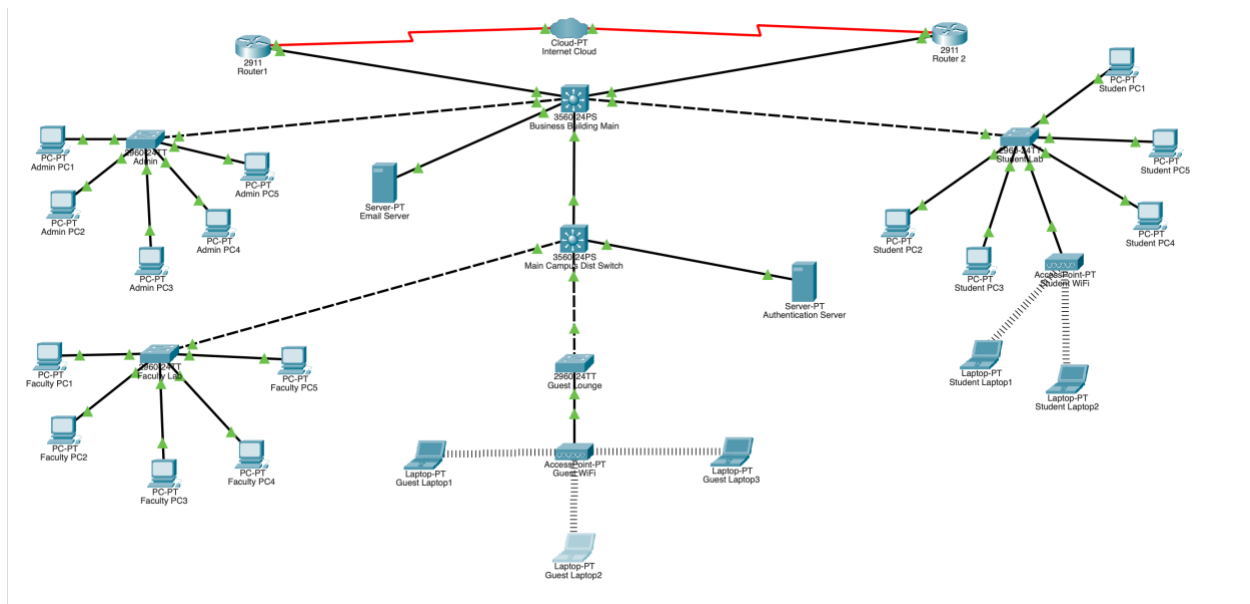 Cloud-PT
Internet Cloud
2911
Router1
2911
Router 2
PC-PT
Studen PC1
3560-24PS
Business Building Main
PC-PT
Admin PC1
2960-24TT
Admin
PC-PT
Admin PC5
PC-PT
Admin PC2
PC-PT
Admin PC4
PC-PT
Admin PC3
Server-PT
Email Server
2960-24TT
Student Lab
PC-PT
Student PC5
PC-PT
Student PC2
PC-PT
Student PC4
PC-PT
Student PC3
AccessPoint-PT
Student WiFi
3560-24PS
Main Campus Dist Switch
Server-PT
Authentication Server
Laptop-PT
Student Laptop1
Laptop-PT
Student Laptop2
PC-PT
Faculty PC1
2960-24TT
Faculty Lab
PC-PT
Faculty PC5
PC-PT
Faculty PC2
PC-PT
Faculty PC3
PC-PT
Faculty PC4
2960-24TT
Guest Lounge
Laptop-PT
Guest Laptop1
AccessPoint-PT
Guest WiFi
Laptop-PT
Guest Laptop3
Laptop-PT
Guest Laptop2